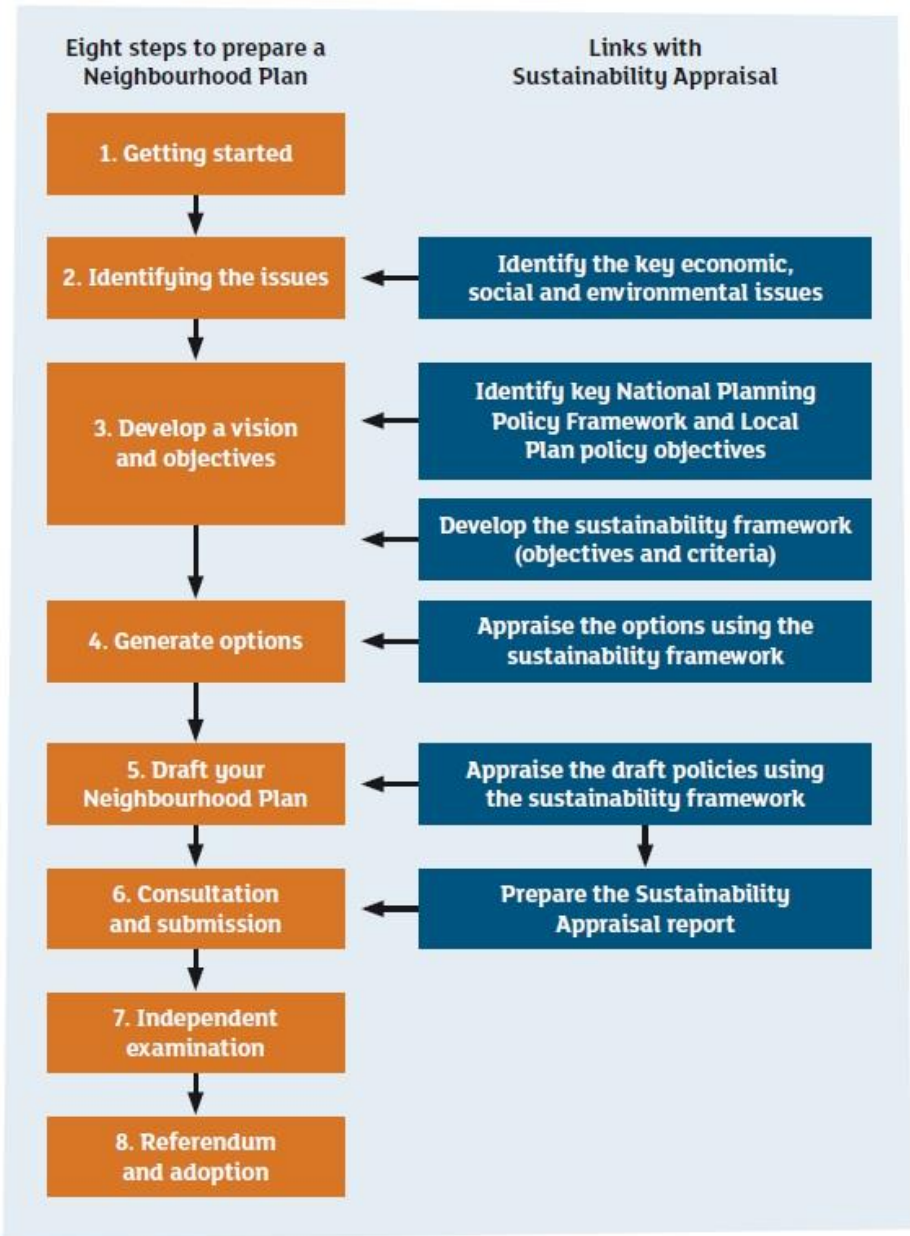 Eight steps to prepare a
Neighbourhood Plan
Links with
Sustainability Appraisal
1. Getting started
2. Identifying the issues
Identify the key economic,
social and environmental issues
3. Develop a vision
and objectives
Identify key National Planning
Policy Framework and Local
Plan policy objectives
Develop the sustainability framework
(objectives and criteria)
4. Generate options
Appraise the options using the
sustainability framework
5. Draft your
Neighbourhood Plan
Appraise the draft policies using
the sustainability framework
6. Consultation
and submission
Prepare the Sustainability
Appraisal report
7. Independent
examination
8. Referendum
and adoption